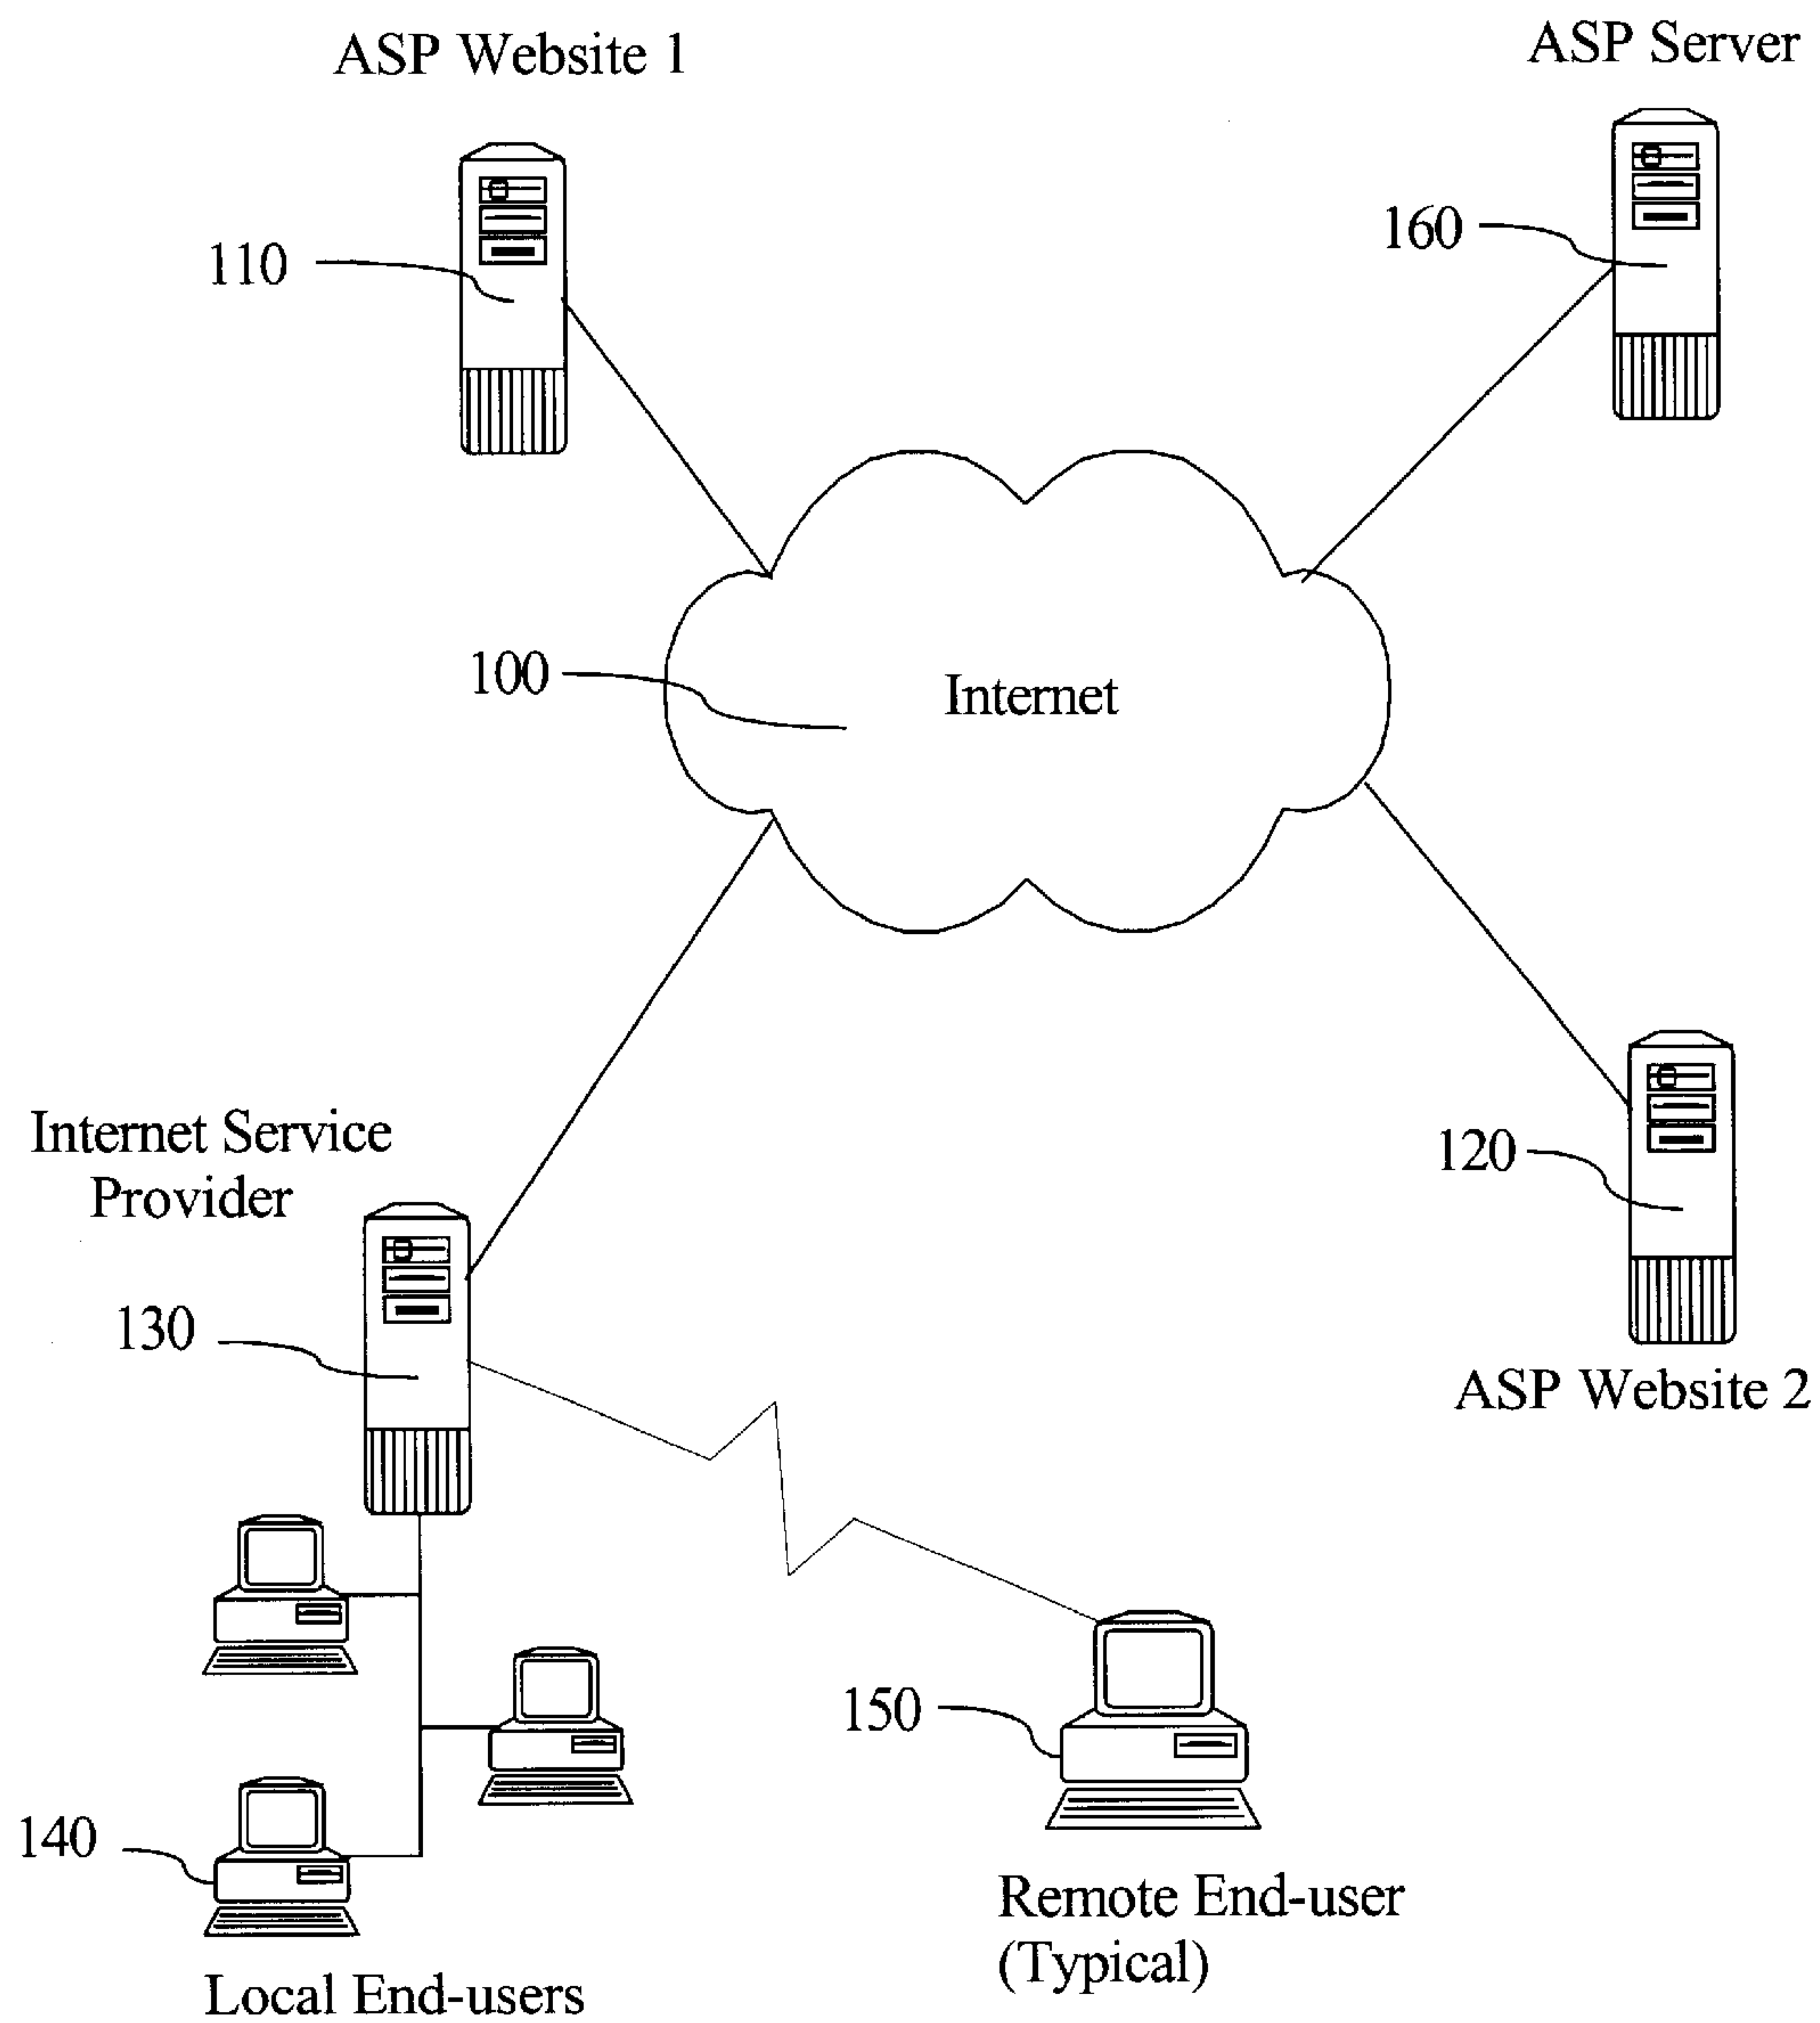 ASP Website 1
ASP Server
110
160
100
Internet
Internet Service
Provider
120
130
ASP Website 2
150
140
Remote End-user
(Typical)
Local End-users